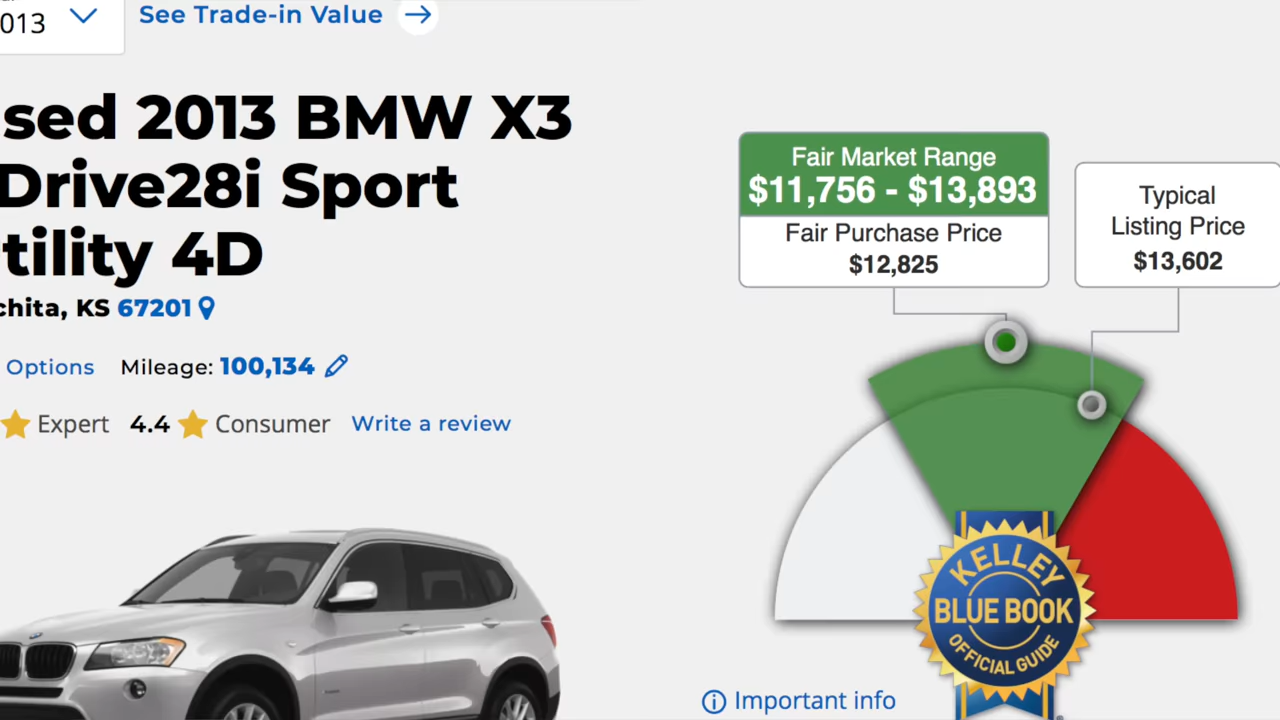 013
See Trade-in Value
sed 2013 BMW X3
Drive28i Sport
tility 4D
chita, KS 67201
Options Mileage: 100,134
Expert 4.4 Consumer Write a review
Fair Market Range
$11,756 - $13,893
Fair Purchase Price
$12,825
Typical
Listing Price
$13,602
KELLEY
BLUE BOOK
OFFICIAL GUIDE
Important info